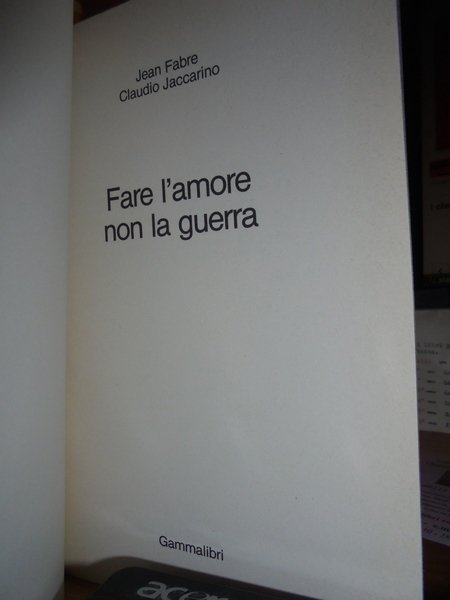 Jean Fabre
Claudio Jaccarino
Fare l'amore
non la guerra
Gammalibri
acer